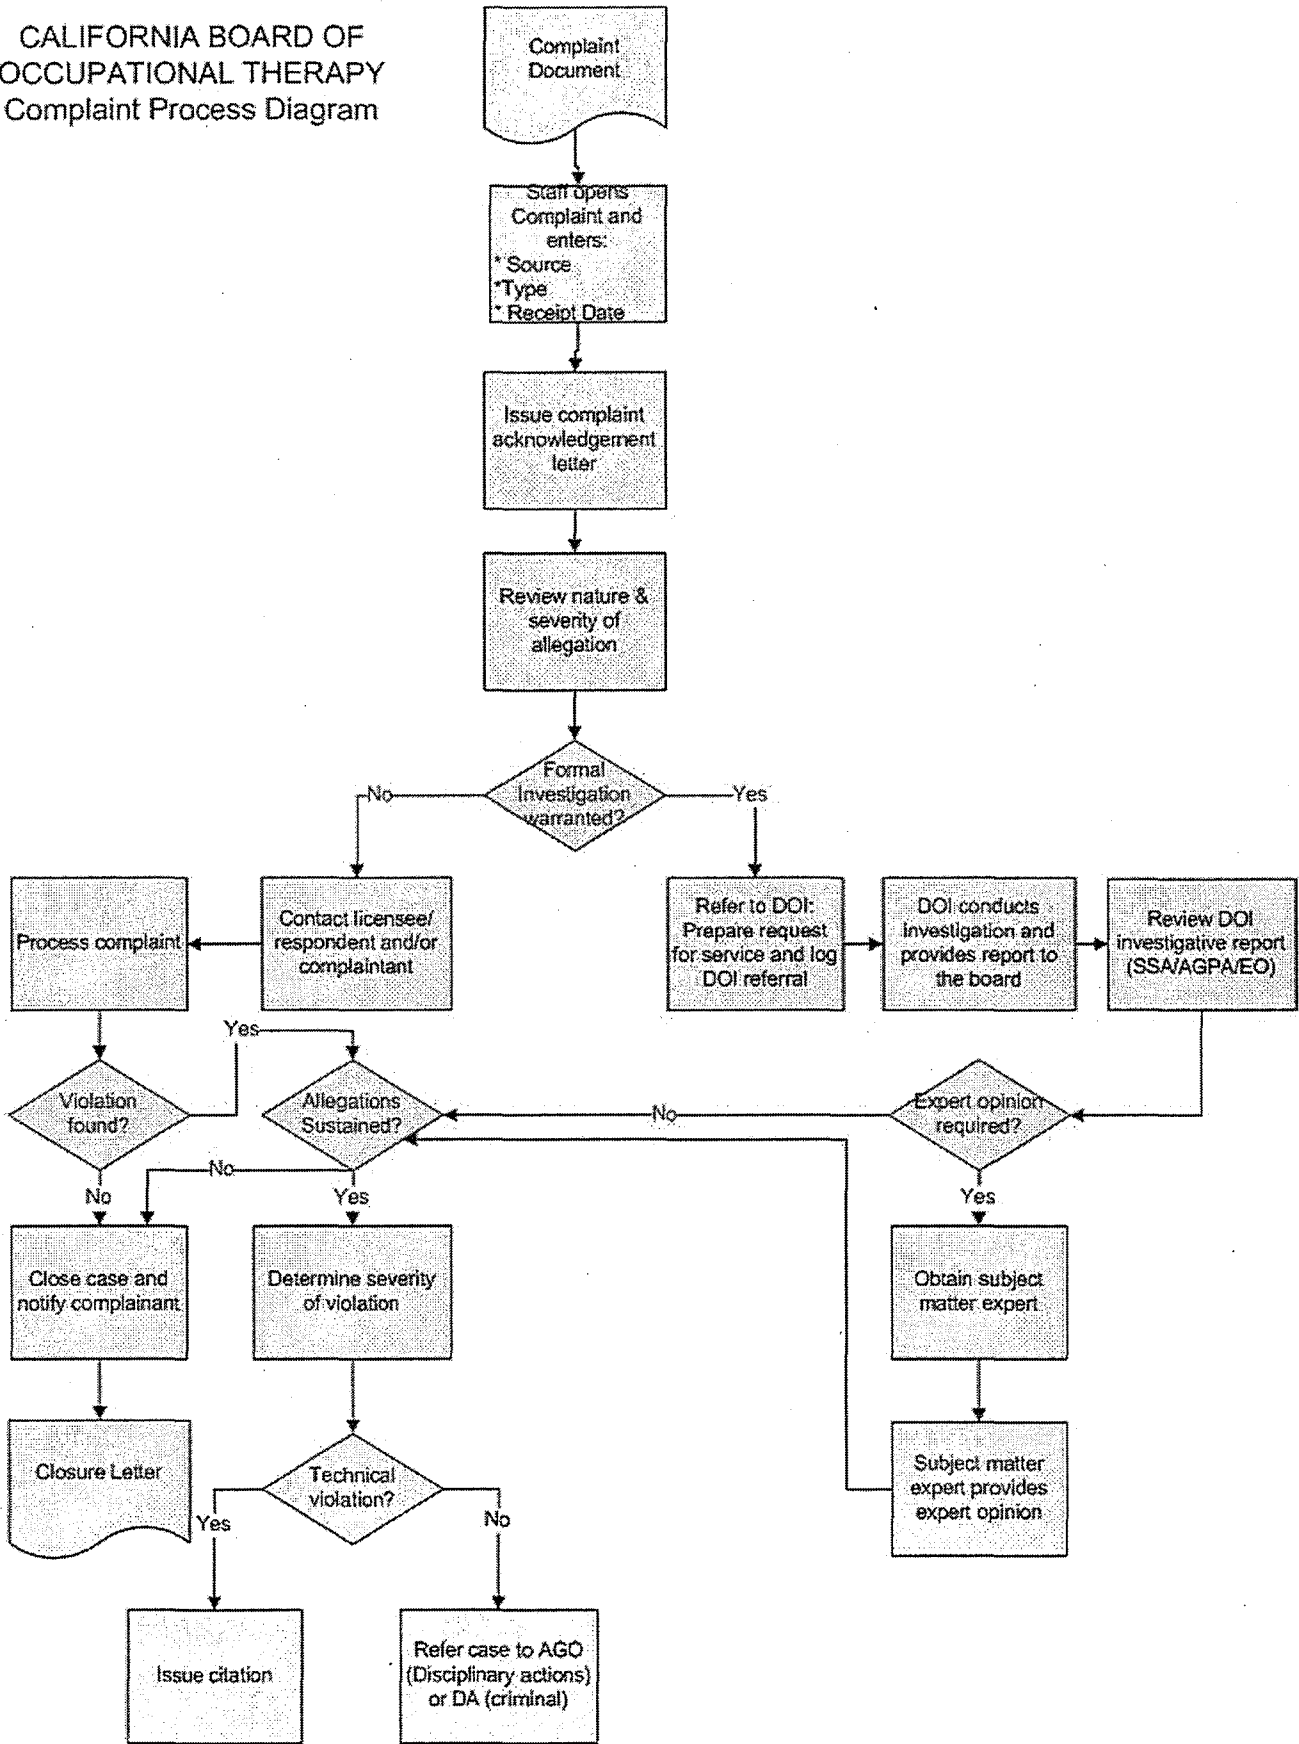 CALIFORNIA BOARD OF
OCCUPATIONAL THERAPY
Complaint Process Diagram
Complaint
Document
Staff opens
Complaint and
enters:
* Source
*Type
* Receipt Date
Issue complaint
acknowledgement
letter
Review nature &
severity of
allegation
Formal
Investigation
warranted?
No
Yes
Process complaint
Contact licensee/
respondent and/or
complaintant
Refer to DOI:
Prepare request
for service and log
DOI referral
DOI conducts
investigation and
provides report to
the board
Review DOI
investigative report
(SSA/AGPA/EO)
Yes
Violation
found?
Allegations
Sustained?
No
Expert opinion
required?
No
No
Yes
Yes
Close case and
notify complainant
Determine severity
of violation
Obtain subject
matter expert
Closure Letter
Technical
violation?
Subject matter
expert provides
expert opinion
Yes
No
Issue citation
Refer case to AGO
(Disciplinary actions)
or DA (criminal)